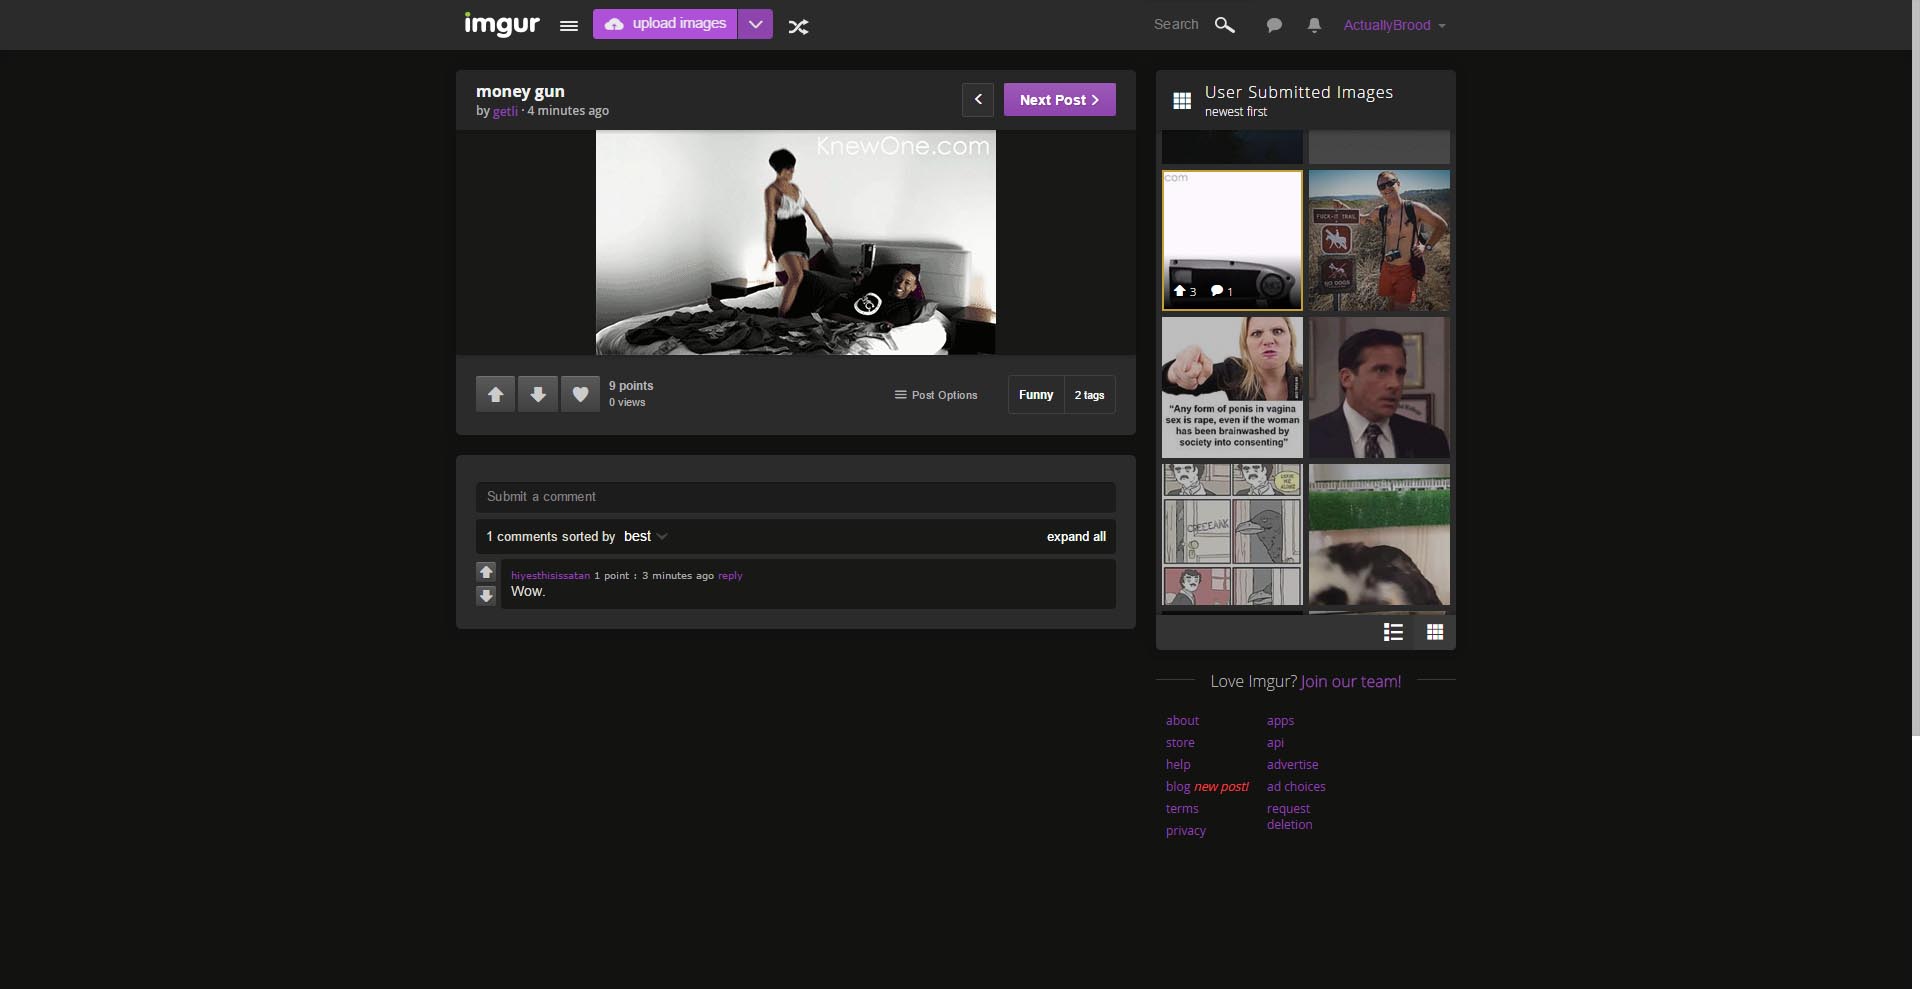 imgur
upload images
Search
ActuallyBrood
money gun
by getli · 4 minutes ago
Next Post
KnewOne.com
9 points
0 views
Post Options
Funny
2 tags
Submit a comment
1 comments sorted by best
expand all
hiyesthisissatan 1 point : 3 minutes ago reply
Wow.
User Submitted Images
newest first
com
3
1
FUCK-IT TRAIL
NO DOGS
"Any form of penis in vagina
sex is rape, even if the woman
has been brainwashed by
society into consenting"
LEAVE
ME
ALONE
CREEEAAK
Love Imgur? Join our team!
about
store
help
blog new post!
terms
privacy
apps
api
advertise
ad choices
request
deletion